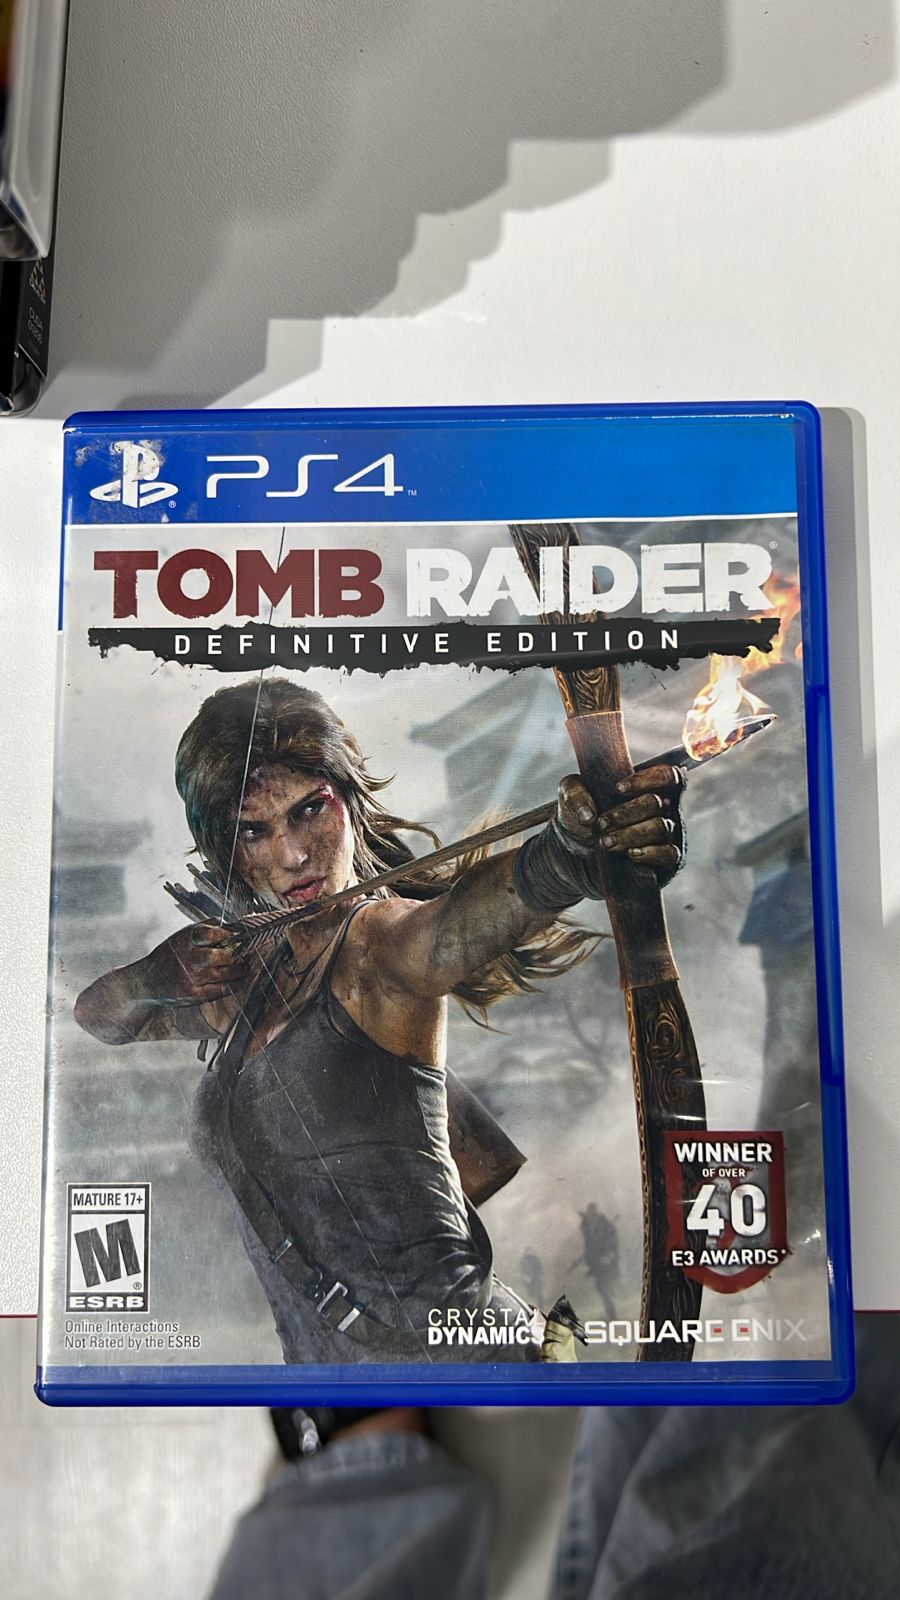 PS4™
TOMB RAIDER®
DEFINITIVE EDITION
WINNER
OF OVER
40
E3 AWARDS*
MATURE 17+
M
®
ESRB
Online Interactions
Not Rated by the ESRB
CRYSTAL
DYNAMICS
SQUARE ENIX